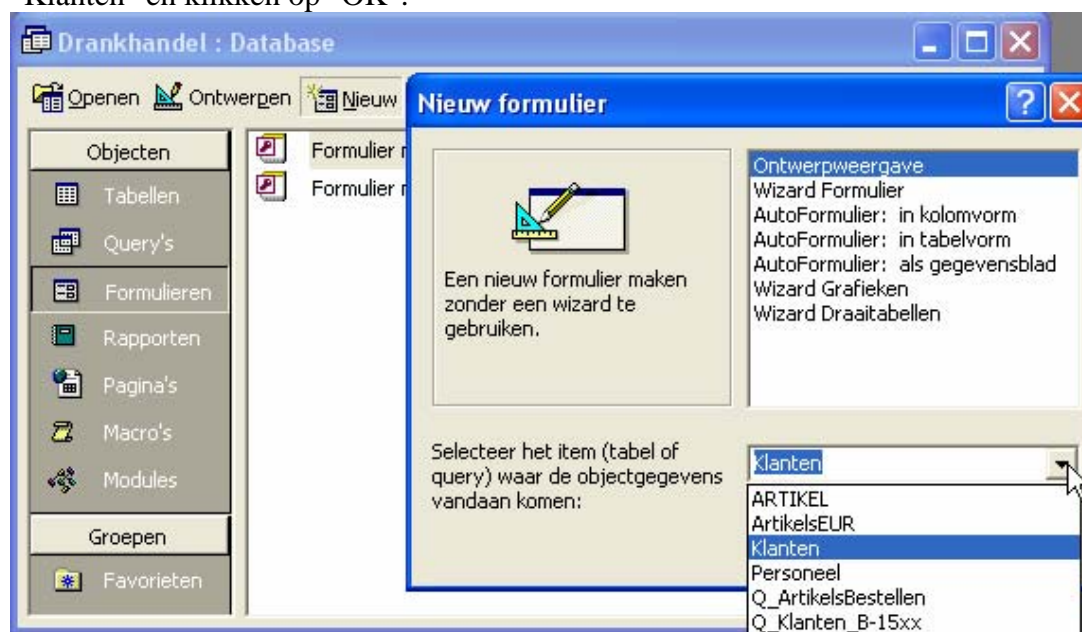 "Klanten" en klikken op "OK".
Drankhandel : Database
Openen Ontwerpen Nieuw
Objecten
Tabellen
Query's
Formulieren
Rapporten
Pagina's
Macro's
Modules
Groepen
Favorieten
Formulier
Formulier
Nieuw formulier
Een nieuw formulier maken
zonder een wizard te
gebruiken.
Ontwerpweergave
Wizard Formulier
AutoFormulier: in kolomvorm
AutoFormulier: in tabelvorm
AutoFormulier: als gegevensblad
Wizard Grafieken
Wizard Draaitabellen
Selecteer het item (tabel of
query) waar de objectgegevens
vandaan komen:
Klanten
ARTIKEL
ArtikelsEUR
Klanten
Personeel
Q_ArtikelsBestellen
Q_Klanten_B-15xx